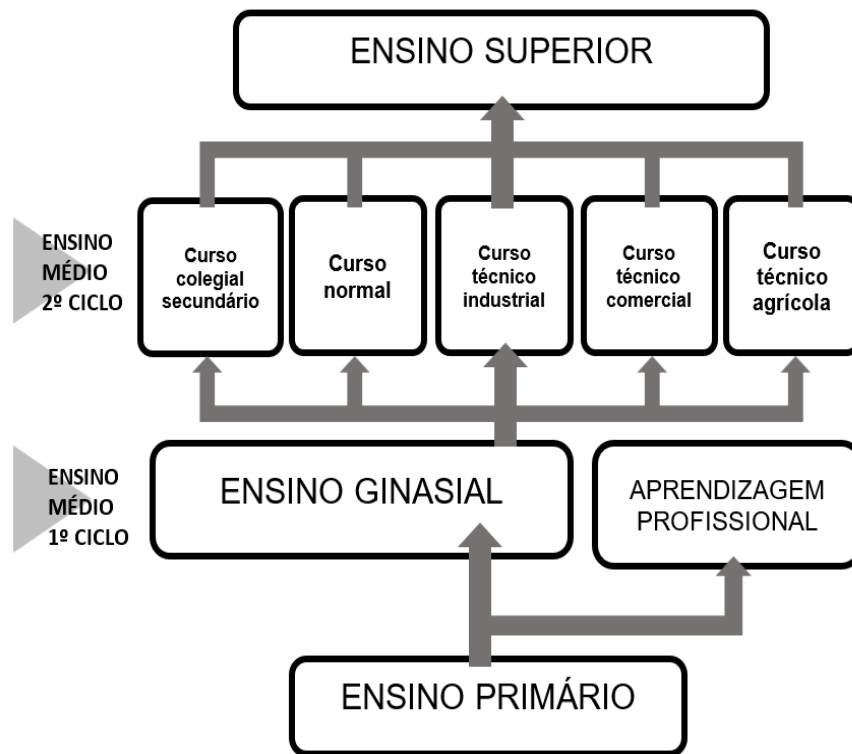 ENSINO SUPERIOR
ENSINO
MÉDIO
2º CICLO
Curso
colegial
secundário
Curso
normal
Curso
técnico
industrial
Curso
técnico
comercial
Curso
técnico
agrícola
ENSINO
MÉDIO
1º CICLO
ENSINO GINASIAL
APRENDIZAGEM
PROFISSIONAL
ENSINO PRIMÁRIO